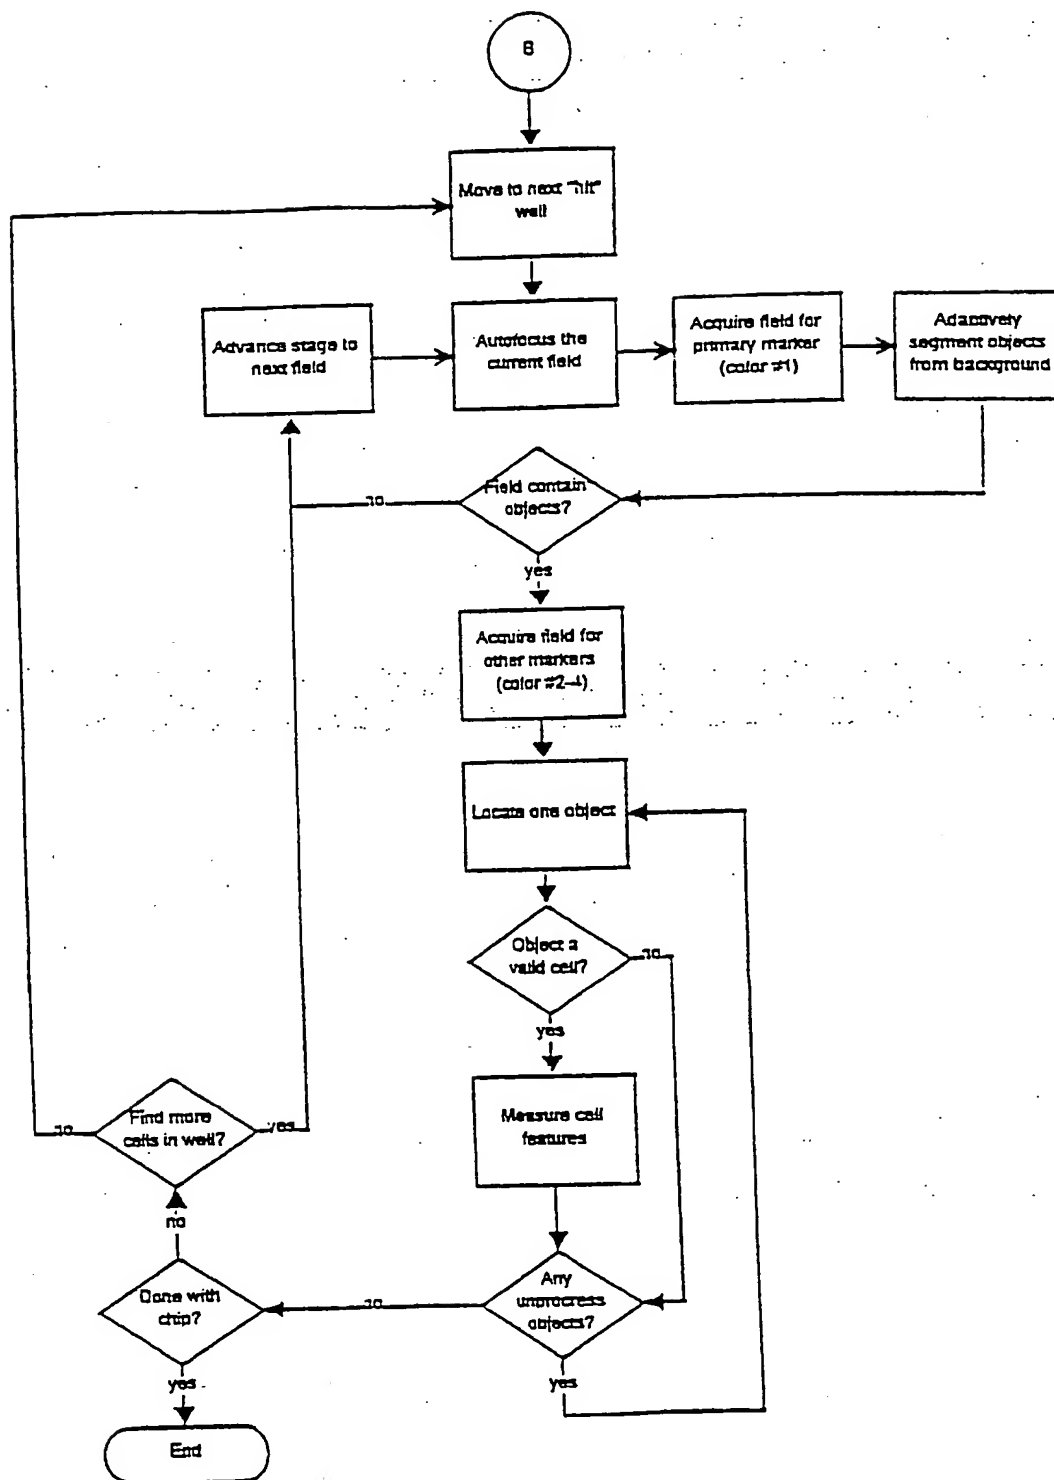 B
Move to next "hit"
well
Advance stage to
next field
Autofocus the
current field
Acquire field for
primary marker
(color #1)
Adaptively
segment objects
from background
Field contain
objects?
no
yes
Acquire field for
other markers
(color #2-4)
Locate one object
Object a
valid cell?
no
yes
Measure cell
features
Find more
cells in well?
no
yes
no
Done with
chip?
no
Any
unprocess
objects?
yes
yes
End